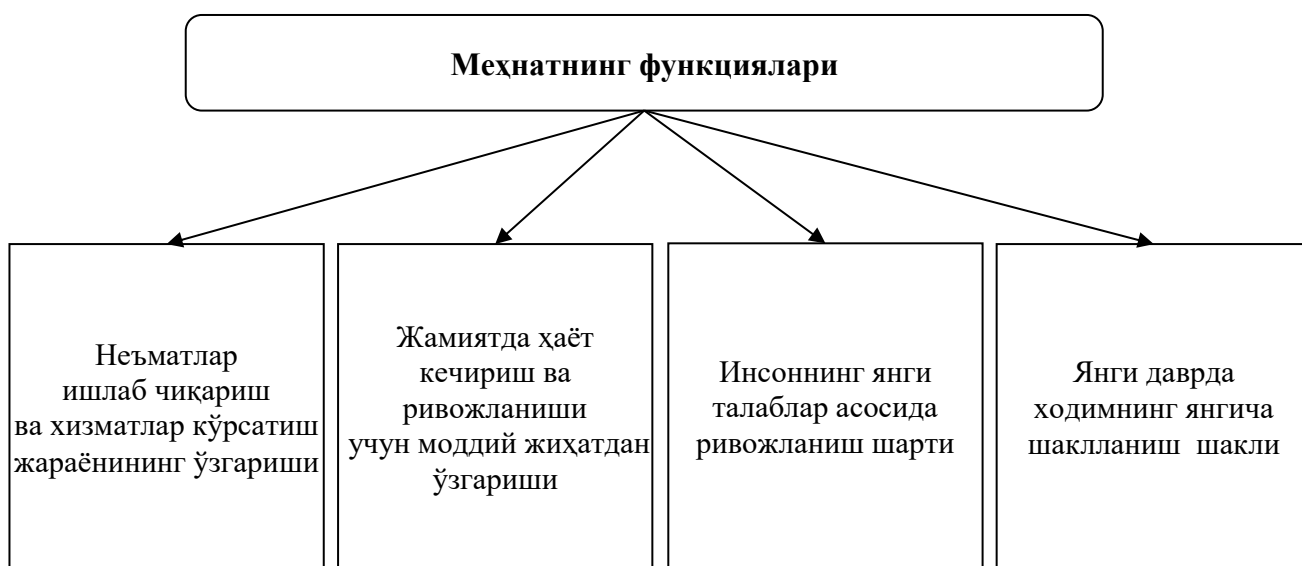 Меҳнатнинг функциялари
Неъматлар
ишлаб чиқариш
ва хизматлар кўрсатиш
жараёнининг ўзгариши
Жамиятда ҳаёт
кечириш ва
ривожланиши
учун моддий жиҳатдан
ўзгариши
Инсоннинг янги
талаблар асосида
ривожланиш шарти
Янги даврда
ходимнинг янгича
шаклланиш шакли